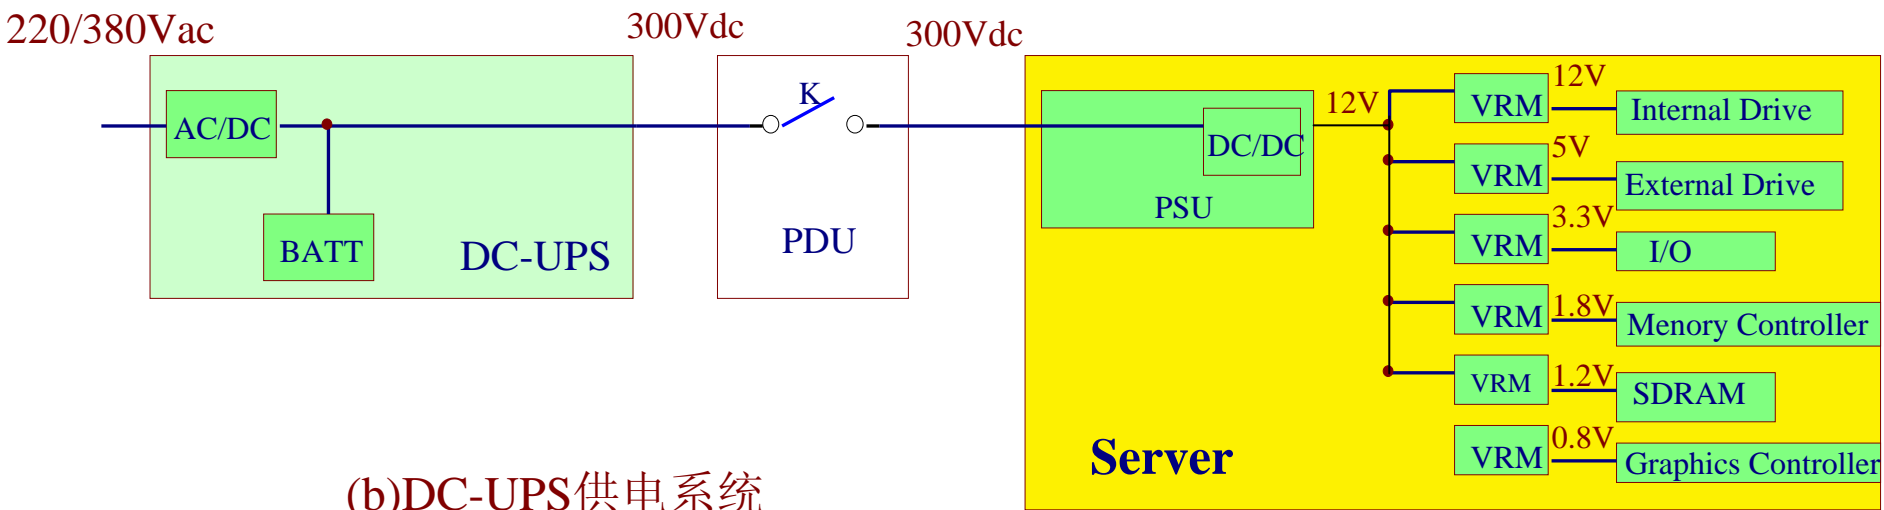 220/380Vac
300Vdc
300Vdc
AC/DC
BATT
DC-UPS
K
PDU
DC/DC
PSU
12V
VRM
12V
Internal Drive
VRM
5V
External Drive
VRM
3.3V
I/O
VRM
1.8V
Menory Controller
VRM
1.2V
SDRAM
VRM
0.8V
Graphics Controller
Server
(b)DC-UPS供电系统